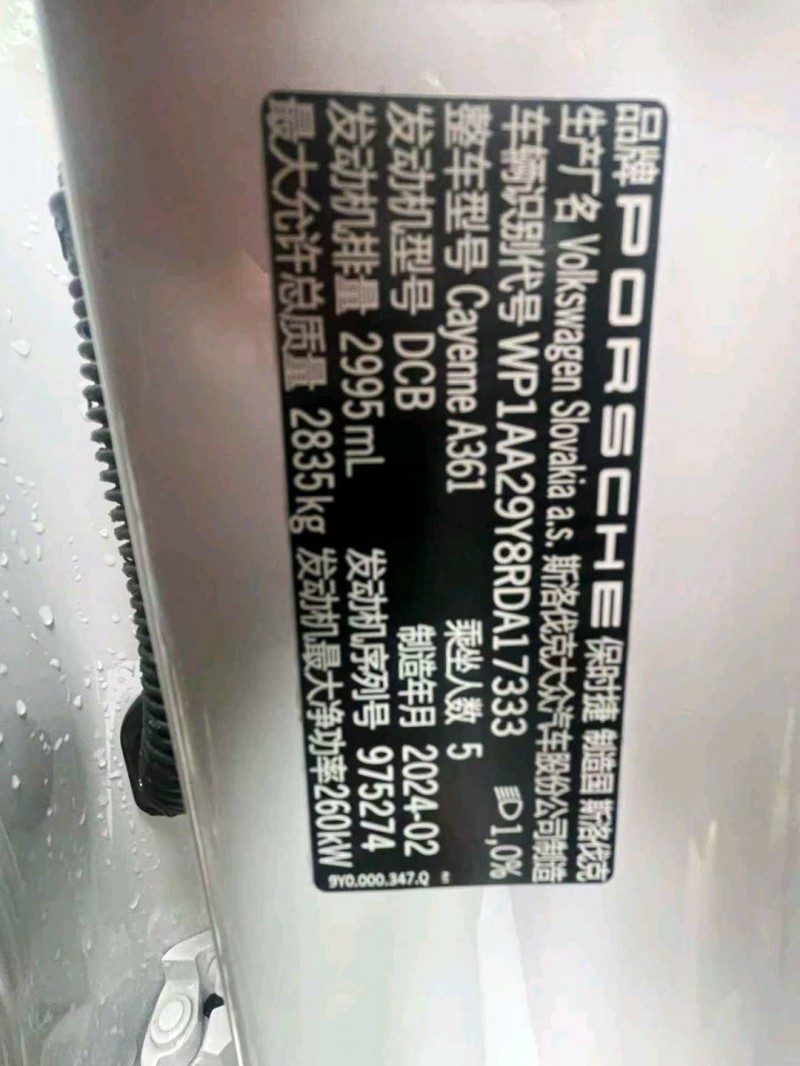 品牌 PORSCHE 保时捷 制造国 斯洛伐克
生产厂名 Volkswagen Slovakia a.s. 斯洛伐克大众汽车股份公司制造
车辆识别代号 WP1AA29Y8RDA17333 1,0%
整车型号 Cayenne A361 乘坐人数 5
发动机型号 DCB 制造年月 2024-02
发动机排量 2995 mL 发动机序列号 975274
最大允许总质量 2835 kg 发动机最大净功率260KW
9Y0.000.347.Q